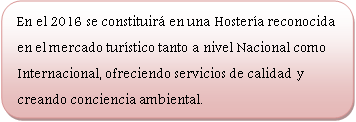 En el 2016 se constituirá en una Hostería reconocida
en el mercado turístico tanto a nivel Nacional como
Internacional, ofreciendo servicios de calidad y
creando conciencia ambiental.